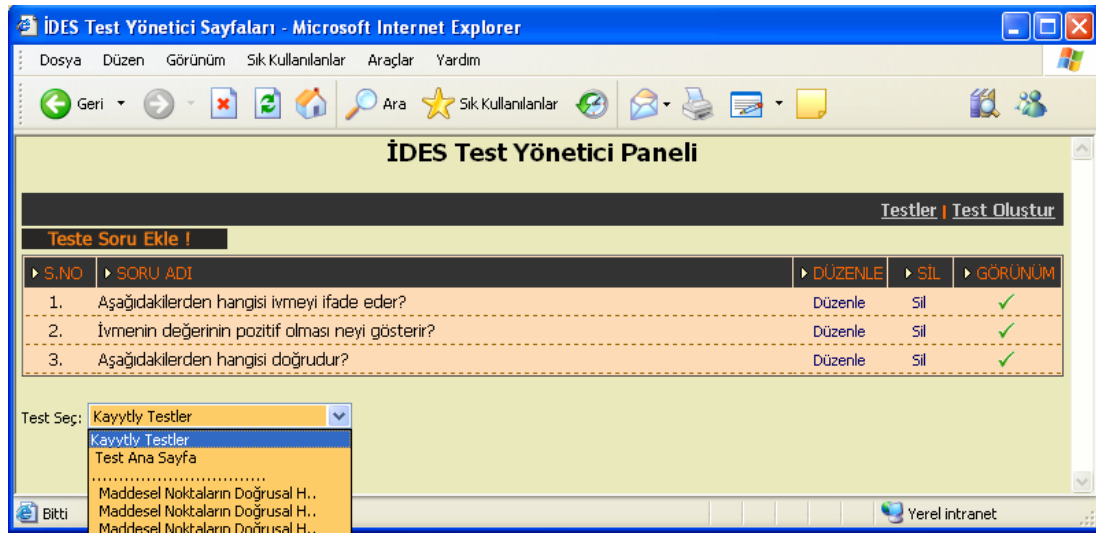 İDES Test Yönetici Sayfaları - Microsoft Internet Explorer
Dosya Düzen Görünüm Sık Kullanılanlar Araçlar Yardım
Geri Ara Sık Kullanılanlar
İDES Test Yönetici Paneli
Testler | Test Olustur
Teste Soru Ekle !
S.NO SORU ADI DÜZENLE SİL GÖRÜNÜM
1. Aşağıdakilerden hangisi ivmeyi ifade eder? Düzenle Sil
2. İvmenin değerinin pozitif olması neyi gösterir? Düzenle Sil
3. Aşağıdakilerden hangisi doğrudur? Düzenle Sil
Test Seç: Kayytly Testler
Kayytly Testler
Test Ana Sayfa
................................
Maddesel Noktaların Doğrusal H..
Maddesel Noktaların Doğrusal H..
Maddesel Noktaların Doğrusal H..
Bitti Yerel intranet